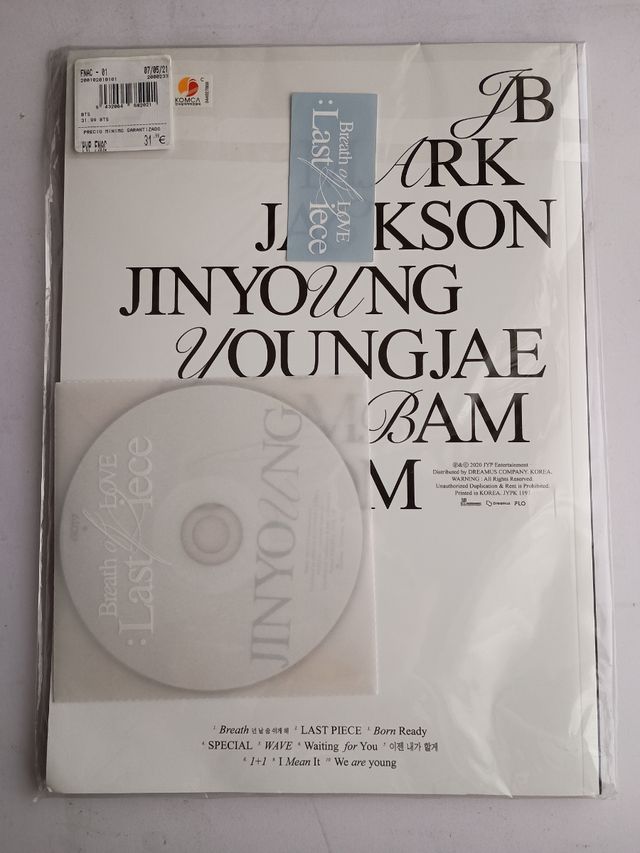 FNAC - 01 07/05/21
BTS
31.99 BTS
PRECIO MINIMO GARANTIZADO
PVP FNAC 31,99€
KOMCA
Breath of LOVE
:Last Piece
JB
ARK
JACKSON
JINYOUNG
YOUNGJAE
BAM
M
℗&© 2020 JYP Entertainment
Distributed by DREAMUS COMPANY. KOREA.
WARNING : All Rights Reserved.
Unauthorized Duplication & Rent is Prohibited.
Printed in KOREA. JYPK 1197
Dreamus FLO
Breath of LOVE
:Last Piece
JINYOUNG
1. Breath 넌 날 숨 쉬게 해 2. LAST PIECE 3. Born Ready
4. SPECIAL 5. WAVE 6. Waiting for You 7. 이젠 내가 할게
8. 1+1 9. I Mean It 10. We are young